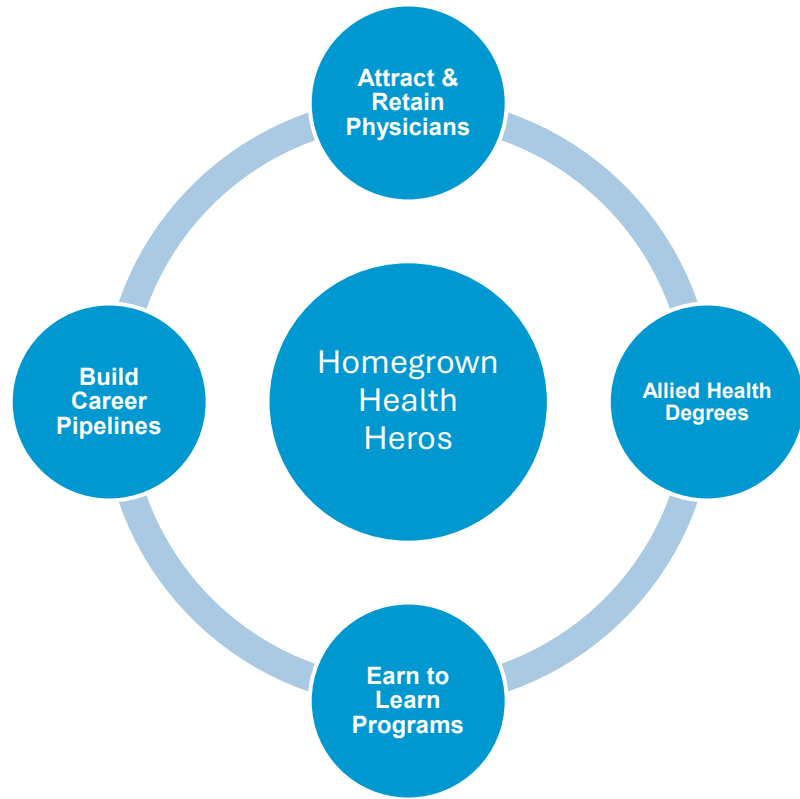 Attract &
Retain
Physicians
Homegrown
Health
Heros
Build
Career
Pipelines
Allied Health
Degrees
Earn to
Learn
Programs